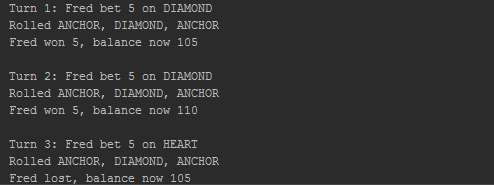 Turn 1: Fred bet 5 on DIAMOND
Rolled ANCHOR, DIAMOND, ANCHOR
Fred won 5, balance now 105
Turn 2: Fred bet 5 on DIAMOND
Rolled ANCHOR, DIAMOND, ANCHOR
Fred won 5, balance now 110
Turn 3: Fred bet 5 on HEART
Rolled ANCHOR, DIAMOND, ANCHOR
Fred lost, balance now 105